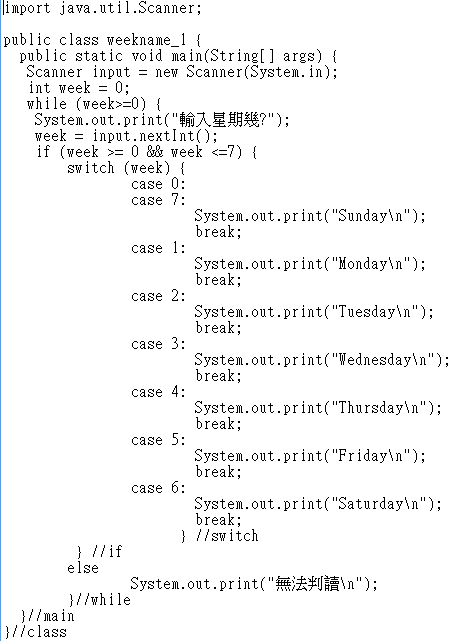 import java.util.Scanner;
public class weekname_1 {
public static void main(String[] args) {
Scanner input = new Scanner(System.in);
int week = 0;
while (week>=0) {
System.out.print("輸入星期幾?");
week = input.nextInt();
if (week >= 0 && week <=7) {
switch (week) {
case 0:
case 7:
System.out.print("Sunday\n");
break;
case 1:
System.out.print("Monday\n");
break;
case 2:
System.out.print("Tuesday\n");
break;
case 3:
System.out.print("Wednesday\n");
break;
case 4:
System.out.print("Thursday\n");
break;
case 5:
System.out.print("Friday\n");
break;
case 6:
System.out.print("Saturday\n");
break;
} //switch
} //if
else
System.out.print("無法判讀\n");
}//while
}//main
}//class